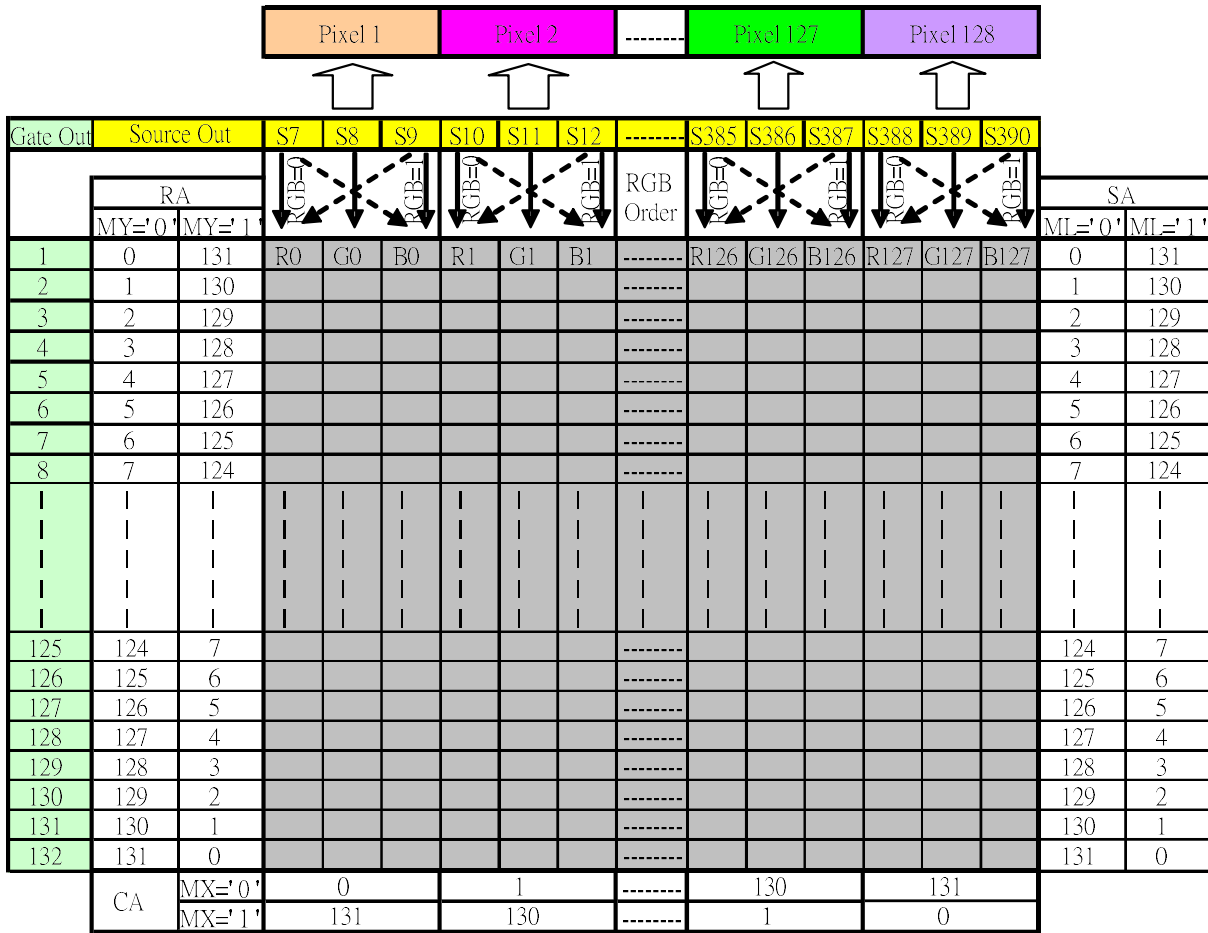 Pixel 1 Pixel 2 -------- Pixel 127 Pixel 128
Gate Out Source Out S7 S8 S9 S10 S11 S12 -------- S385 S386 S387 S388 S389 S390
RGB=0 RGB=1 RGB=0 RGB=1 RGB Order RGB=0 RGB=1 RGB=0 RGB=1
RA SA
MY='0' MY='1' ML='0' ML='1'
1 0 131 R0 G0 B0 R1 G1 B1 -------- R126 G126 B126 R127 G127 B127 0 131
2 1 130 -------- 1 130
3 2 129 -------- 2 129
4 3 128 -------- 3 128
5 4 127 -------- 4 127
6 5 126 -------- 5 126
7 6 125 -------- 6 125
8 7 124 -------- 7 124
125 124 7 -------- 124 7
126 125 6 -------- 125 6
127 126 5 -------- 126 5
128 127 4 -------- 127 4
129 128 3 -------- 128 3
130 129 2 -------- 129 2
131 130 1 -------- 130 1
132 131 0 -------- 131 0
CA MX='0' 0 1 -------- 130 131
MX='1' 131 130 -------- 1 0